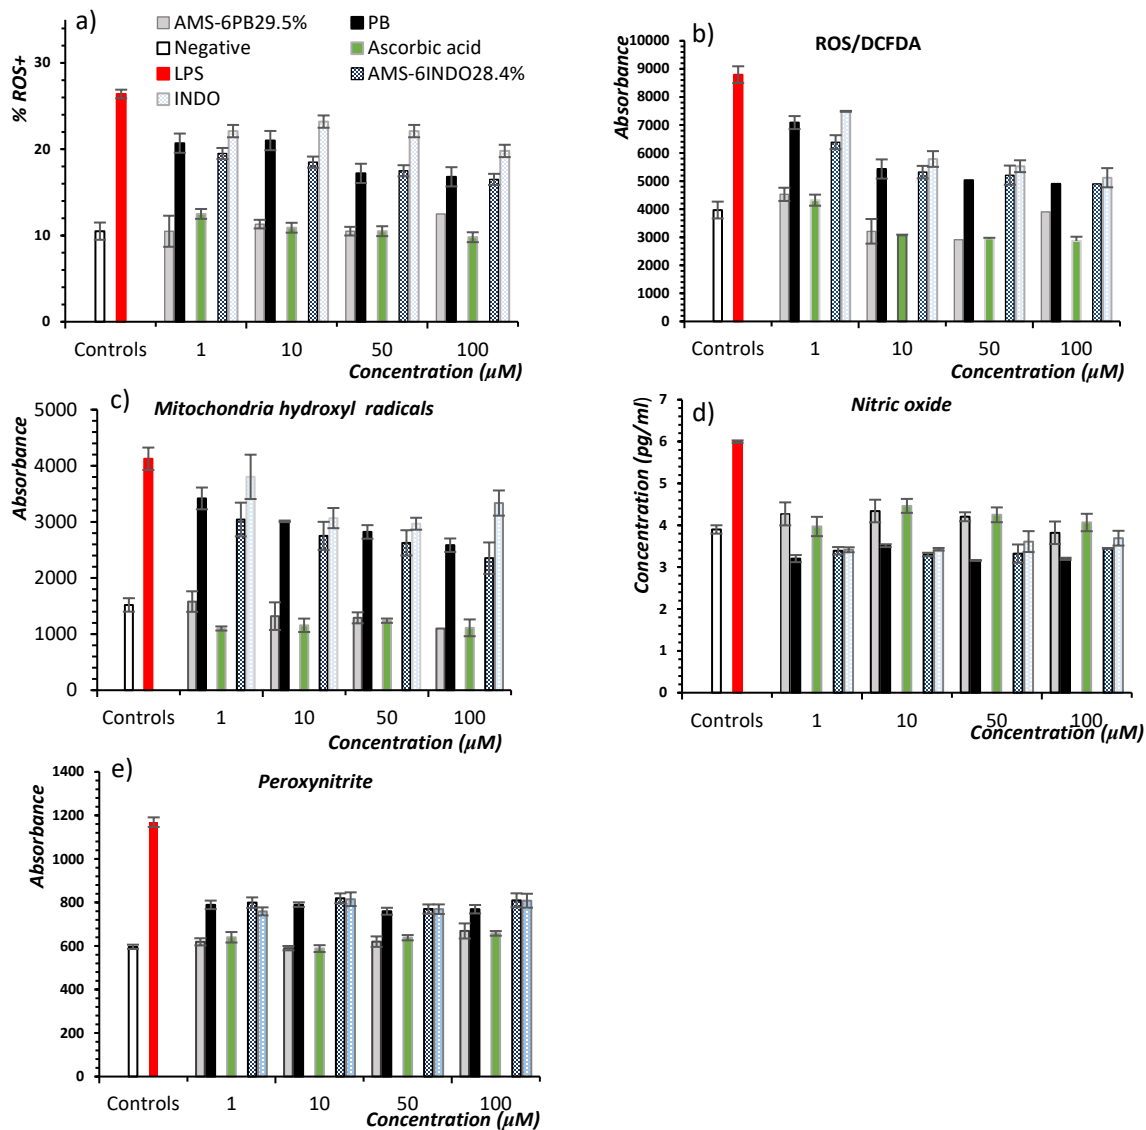 a)
AMS-6PB29.5%
PB
Negative
Ascorbic acid
LPS
AMS-6INDO28.4%
INDO
% ROS+
30
20
10
0
Controls
1
10
50
100
Concentration (µM)
b)
ROS/DCFDA
Absorbance
10000
9000
8000
7000
6000
5000
4000
3000
2000
1000
0
Controls
1
10
50
100
Concentration (µM)
c)
Mitochondria hydroxyl radicals
Absorbance
5000
4000
3000
2000
1000
0
Controls
1
10
50
100
Concentration (µM)
d)
Nitric oxide
Concentration (pg/ml)
7
6
5
4
3
2
1
0
Controls
1
10
50
100
Concentration (µM)
e)
Peroxynitrite
Absorbance
1400
1200
1000
800
600
400
200
0
Controls
1
10
50
100
Concentration (µM)